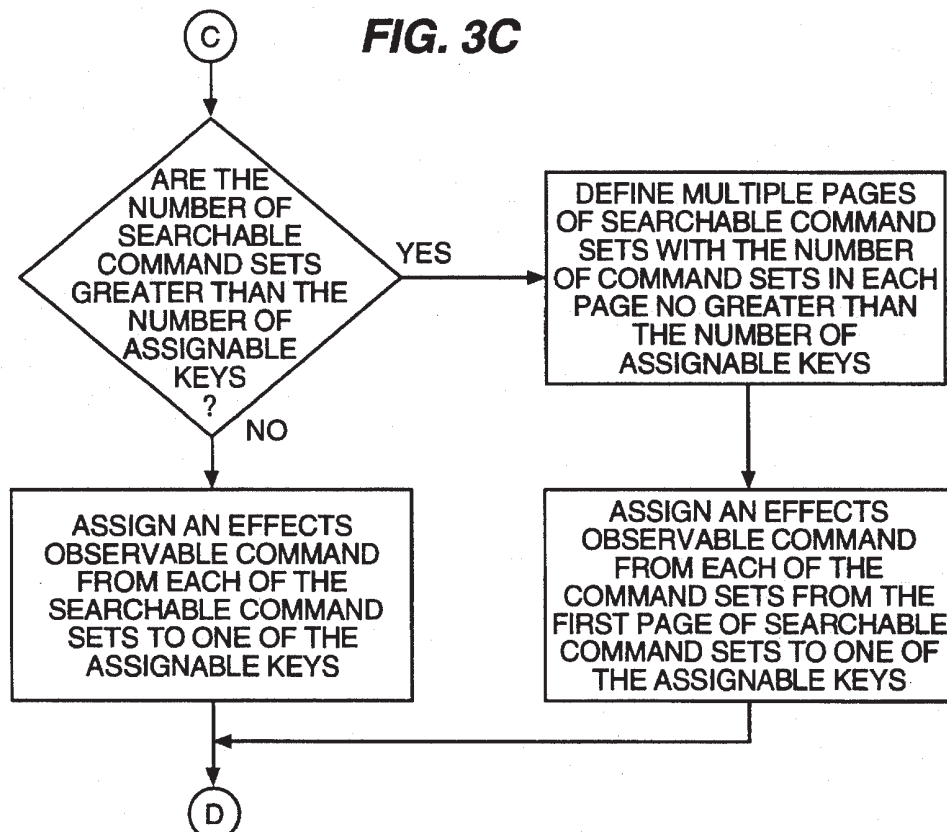 C
FIG. 3C
ARE THE
NUMBER OF
SEARCHABLE
COMMAND SETS
GREATER THAN THE
NUMBER OF
ASSIGNABLE
KEYS
?
YES
NO
DEFINE MULTIPLE PAGES
OF SEARCHABLE COMMAND
SETS WITH THE NUMBER
OF COMMAND SETS IN EACH
PAGE NO GREATER THAN
THE NUMBER OF
ASSIGNABLE KEYS
ASSIGN AN EFFECTS
OBSERVABLE COMMAND
FROM EACH OF THE
SEARCHABLE COMMAND
SETS TO ONE OF THE
ASSIGNABLE KEYS
ASSIGN AN EFFECTS
OBSERVABLE COMMAND
FROM EACH OF THE
COMMAND SETS FROM THE
FIRST PAGE OF SEARCHABLE
COMMAND SETS TO ONE OF
THE ASSIGNABLE KEYS
D